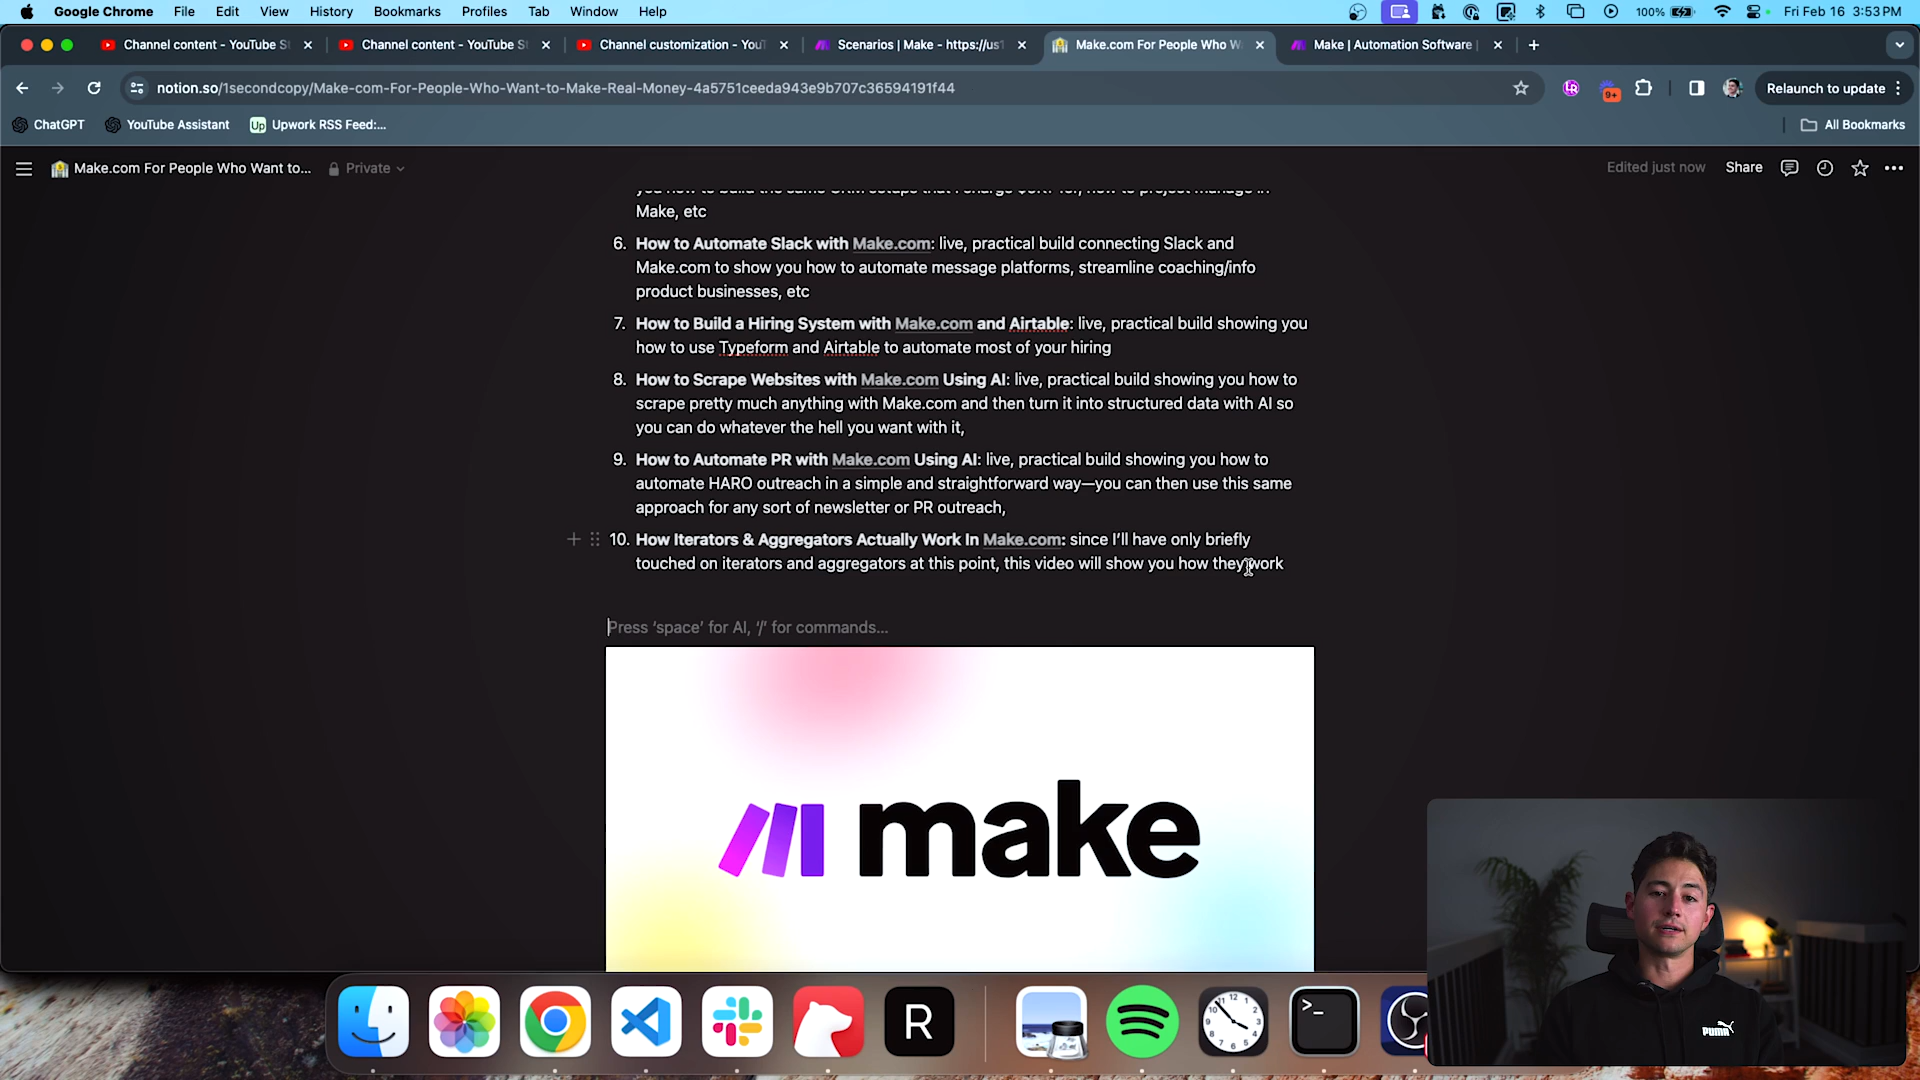 Google Chrome File Edit View History Bookmarks Profiles Tab Window Help 100% Fri Feb 16 3:53 PM
Channel content - YouTube S Channel content - YouTube S Channel customization - You Scenarios | Make - https://us1 Make.com For People Who W Make | Automation Software
notion.so/1secondcopy/Make-com-For-People-Who-Want-to-Make-Real-Money-4a5751ceeda943e9b707c36594191f44 9+ Relaunch to update
ChatGPT YouTube Assistant Up Upwork RSS Feed:... All Bookmarks
Make.com For People Who Want to... Private Edited just now Share
Make, etc
6. How to Automate Slack with Make.com: live, practical build connecting Slack and
Make.com to show you how to automate message platforms, streamline coaching/info
product businesses, etc
7. How to Build a Hiring System with Make.com and Airtable: live, practical build showing you
how to use Typeform and Airtable to automate most of your hiring
8. How to Scrape Websites with Make.com Using AI: live, practical build showing you how to
scrape pretty much anything with Make.com and then turn it into structured data with AI so
you can do whatever the hell you want with it,
9. How to Automate PR with Make.com Using AI: live, practical build showing you how to
automate HARO outreach in a simple and straightforward way—you can then use this same
approach for any sort of newsletter or PR outreach,
10. How Iterators & Aggregators Actually Work In Make.com: since I'll have only briefly
touched on iterators and aggregators at this point, this video will show you how they work
Press ‘space’ for AI, ‘/’ for commands...
make
R
PUMA